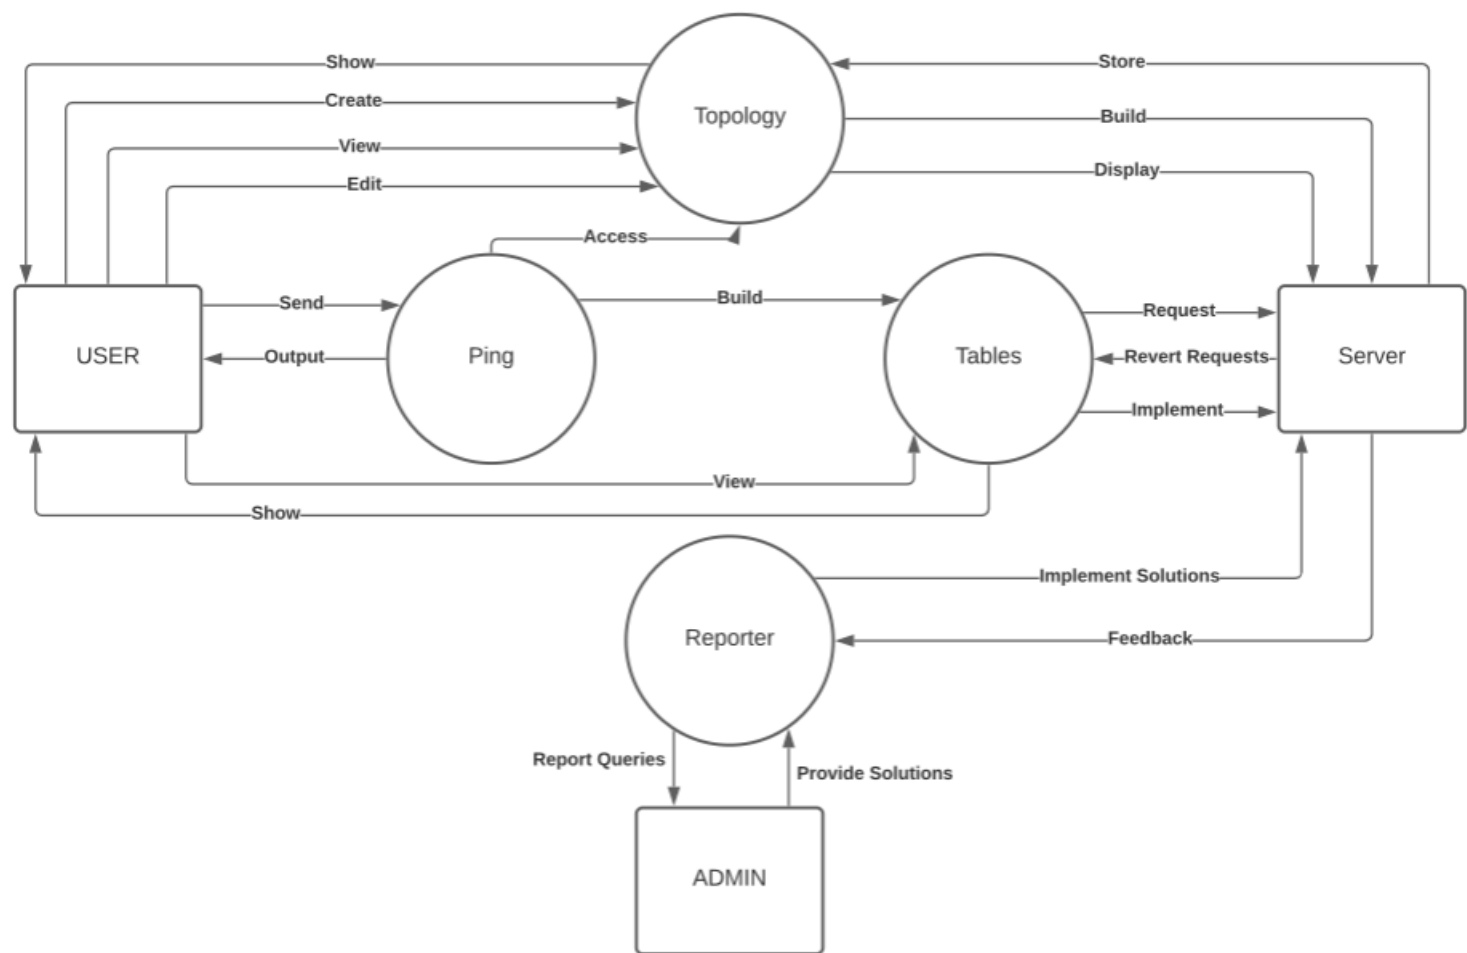 Show
Store
Create
Topology
Build
View
Display
Edit
Access
Send
Build
Request
USER
Output
Ping
Tables
Revert Requests
Server
Implement
View
Show
Implement Solutions
Reporter
Feedback
Report Queries
Provide Solutions
ADMIN